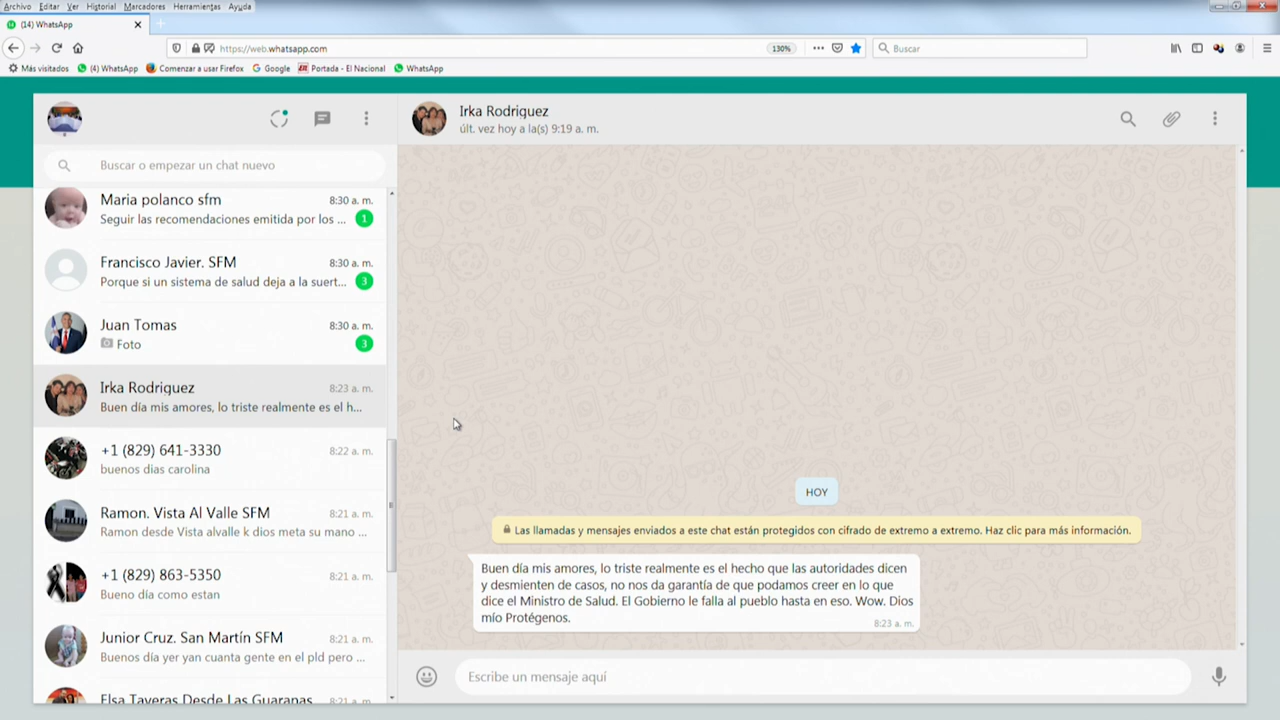 Archivo Editar Ver Historial Marcadores Herramientas Ayuda
(14) WhatsApp
https://web.whatsapp.com
130%
Buscar
Más visitados
(4) WhatsApp
Comenzar a usar Firefox
Google
Portada - El Nacional
WhatsApp
Buscar o empezar un chat nuevo
Maria polanco sfm 8:30 a. m.
Seguir las recomendaciones emitida por los ... 1
Francisco Javier. SFM 8:30 a. m.
Porque si un sistema de salud deja a la suert... 3
Juan Tomas 8:30 a. m.
Foto 3
Irka Rodriquez 8:23 a. m.
Buen día mis amores, lo triste realmente es el h...
+1 (829) 641-3330 8:22 a. m.
buenos dias carolina
Ramon. Vista Al Valle SFM 8:21 a. m.
Ramon desde Vista alvalle k dios meta su mano ...
+1 (829) 863-5350 8:21 a. m.
Bueno día como estan
Junior Cruz. San Martín SFM 8:21 a. m.
Buenos día yer yan cuanta gente en el pld pero ...
Elsa Taveras Desde Las Guaranas 8:21 a. m.
Irka Rodriquez
últ. vez hoy a la(s) 9:19 a. m.
HOY
Las llamadas y mensajes enviados a este chat están protegidos con cifrado de extremo a extremo. Haz clic para más información.
Buen día mis amores, lo triste realmente es el hecho que las autoridades dicen
y desmienten de casos, no nos da garantía de que podamos creer en lo que
dice el Ministro de Salud. El Gobierno le falla al pueblo hasta en eso. Wow. Dios
mío Protégenos.
8:23 a. m.
Escribe un mensaje aquí